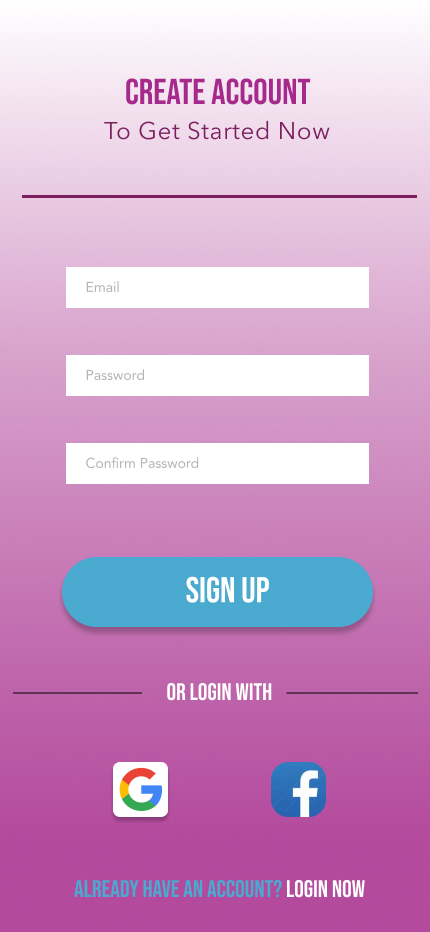 CREATE ACCOUNT
To Get Started Now
Email
Password
Confirm Password
SIGN UP
OR LOGIN WITH
ALREADY HAVE AN ACCOUNT? LOGIN NOW